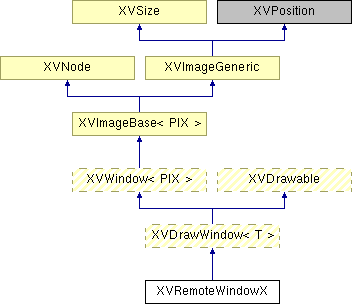 XVSize
XVPosition
XVNode
XVImageGeneric
XVImageBase< PIX >
XVWindow< PIX >
XVDrawable
XVDrawWindow< T >
XVRemoteWindowX